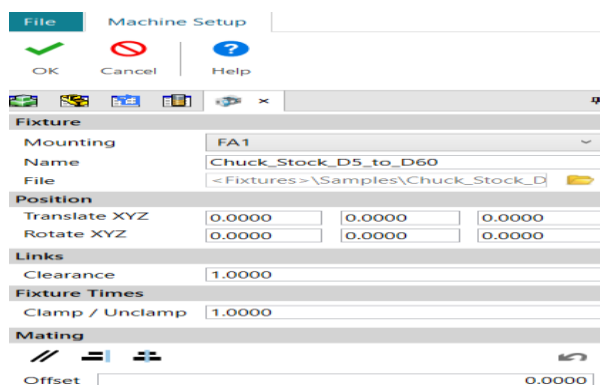 File Machine Setup
OK Cancel Help
Fixture
Mounting FA1
Name Chuck_Stock_D5_to_D60
File <Fixtures>\Samples\Chuck_Stock_D
Position
Translate XYZ 0.0000 0.0000 0.0000
Rotate XYZ 0.0000 0.0000 0.0000
Links
Clearance 1.0000
Fixture Times
Clamp / Unclamp 1.0000
Mating
Offset 0.0000